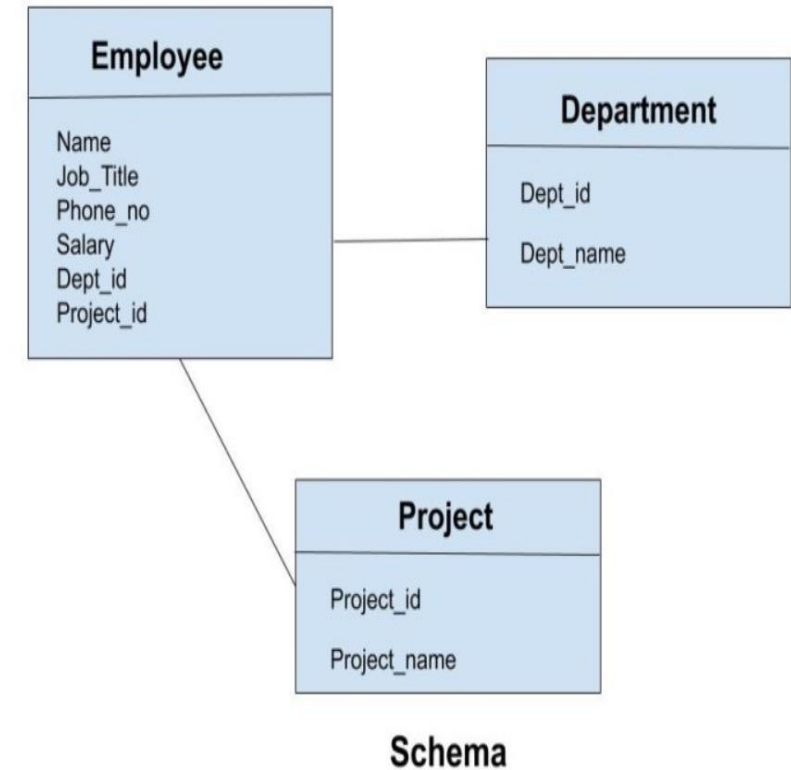 Employee
Name
Job_Title
Phone_no
Salary
Dept_id
Project_id
Department
Dept_id
Dept_name
Project
Project_id
Project_name
Schema